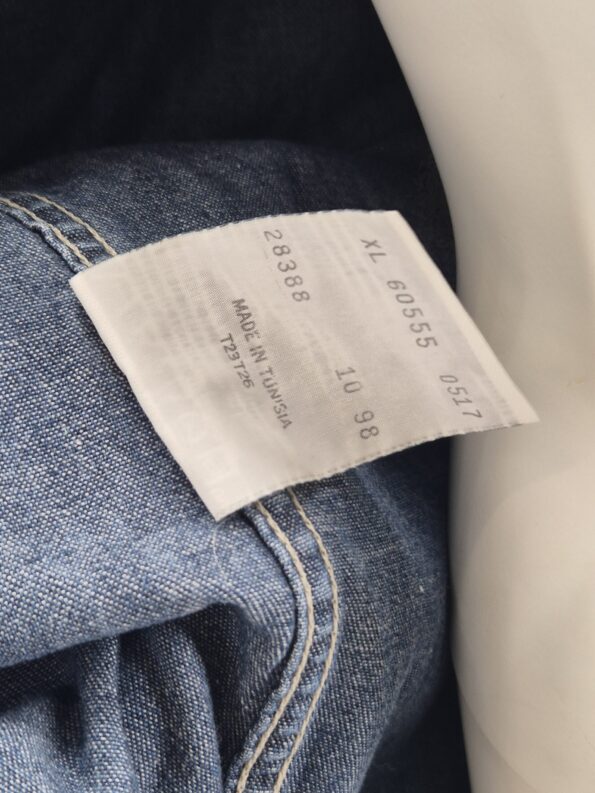 XL 60555 0517
28388 10 98
MADE IN TUNISIA
T23T26